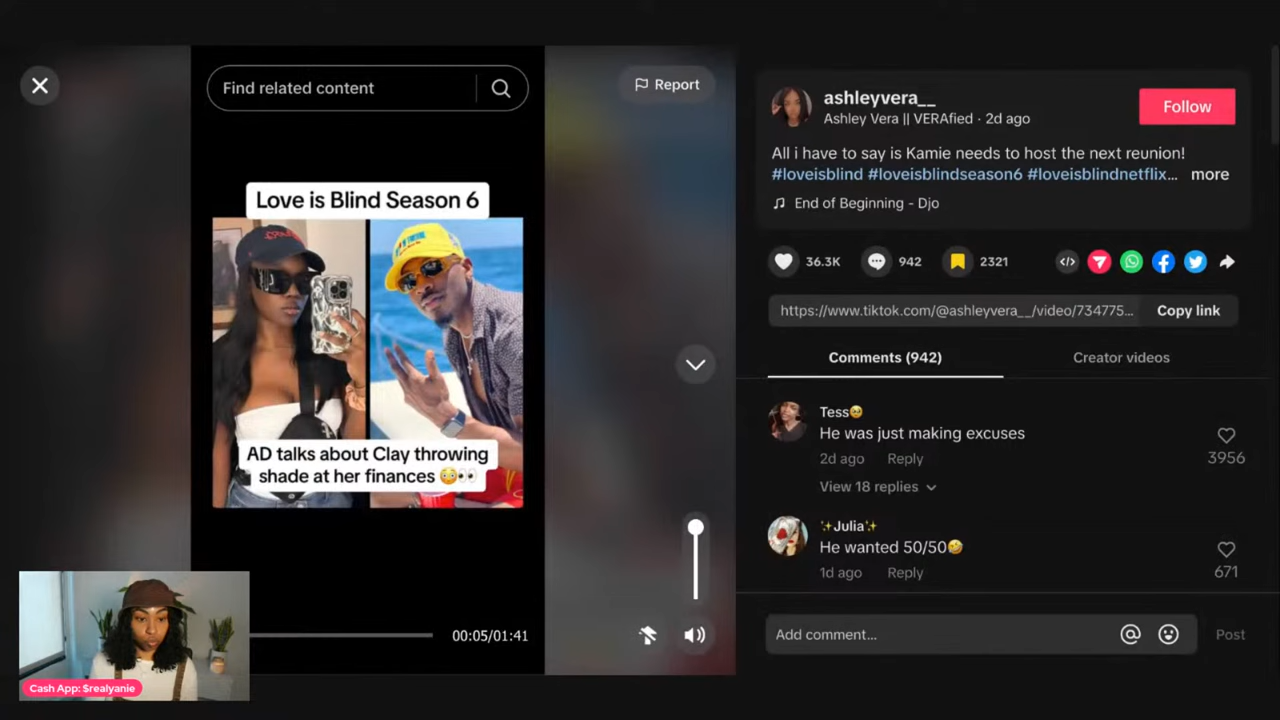 Find related content
Report
Love is Blind Season 6
AD talks about Clay throwing
shade at her finances 😳👀
00:05/01:41
Cash App: $realyanie
ashleyvera__
Ashley Vera || VERAfied · 2d ago
Follow
All i have to say is Kamie needs to host the next reunion!
#loveisblind #loveisblindseason6 #loveisblindnetflix... more
End of Beginning - Djo
36.3K
942
2321
https://www.tiktok.com/@ashleyvera__/video/734775...
Copy link
Comments (942)
Creator videos
Tess🥹
He was just making excuses
2d ago Reply
3956
View 18 replies
✨Julia✨
He wanted 50/50🤣
1d ago Reply
671
Add comment...
Post